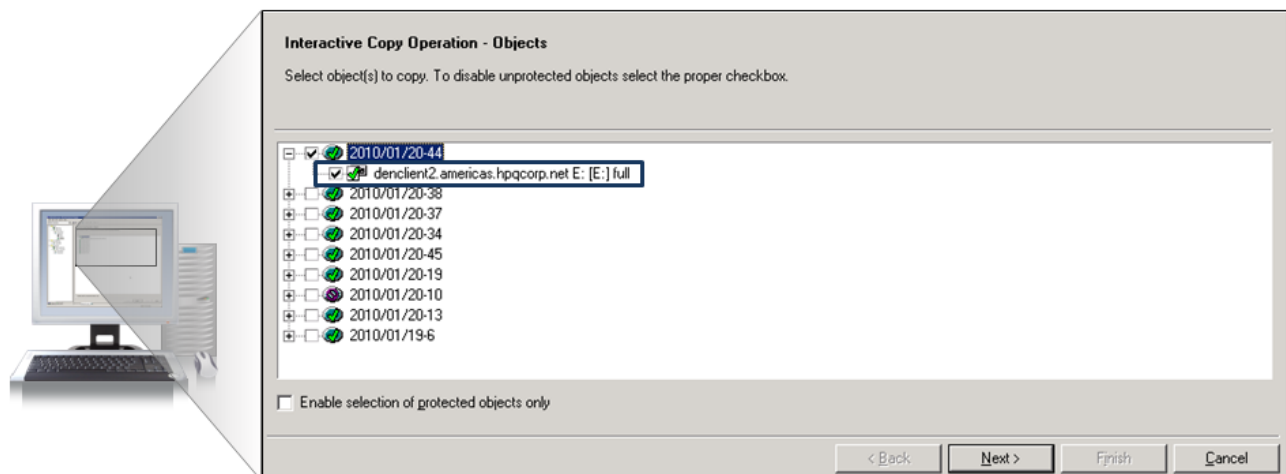 Interactive Copy Operation - Objects
Select object(s) to copy. To disable unprotected objects select the proper checkbox.
2010/01/20-44
denclient2.americas.hpqcorp.net E: [E:] full
2010/01/20-38
2010/01/20-37
2010/01/20-34
2010/01/20-45
2010/01/20-19
2010/01/20-10
2010/01/20-13
2010/01/19-6
Enable selection of protected objects only
< Back Next > Finish Cancel